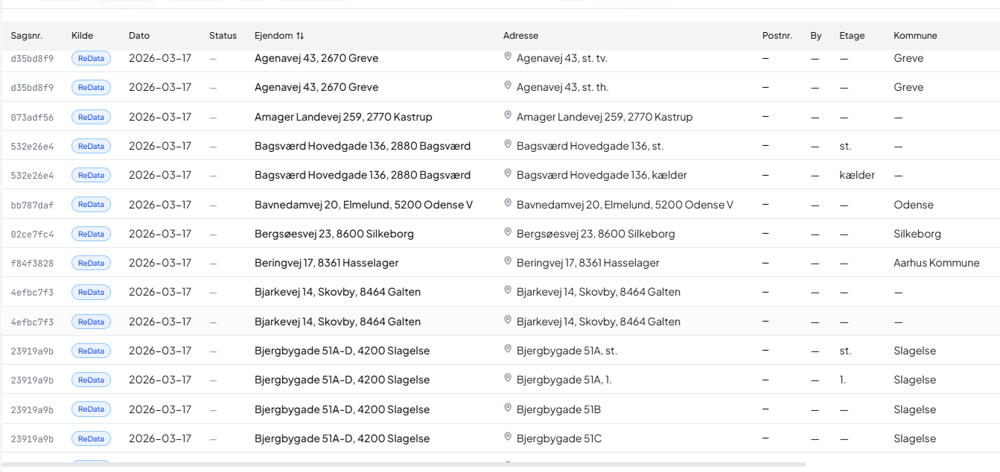 Sagsnr. Kilde Dato Status Ejendom ↑↓ Adresse Postnr. By Etage Kommune
d35bd8f9 ReData 2026-03-17 — Agenavej 43, 2670 Greve Agenavej 43, st. tv. — — — Greve
d35bd8f9 ReData 2026-03-17 — Agenavej 43, 2670 Greve Agenavej 43, st. th. — — — Greve
073adf56 ReData 2026-03-17 — Amager Landevej 259, 2770 Kastrup Amager Landevej 259, 2770 Kastrup — — — —
532e26e4 ReData 2026-03-17 — Bagsværd Hovedgade 136, 2880 Bagsværd Bagsværd Hovedgade 136, st. — — st. —
532e26e4 ReData 2026-03-17 — Bagsværd Hovedgade 136, 2880 Bagsværd Bagsværd Hovedgade 136, kælder — — kælder —
bb787daf ReData 2026-03-17 — Bavnedamvej 20, Elmelund, 5200 Odense V Bavnedamvej 20, Elmelund, 5200 Odense V — — — Odense
02ce7fc4 ReData 2026-03-17 — Bergsøesvej 23, 8600 Silkeborg Bergsøesvej 23, 8600 Silkeborg — — — Silkeborg
f84f3828 ReData 2026-03-17 — Beringvej 17, 8361 Hasselager Beringvej 17, 8361 Hasselager — — — Aarhus Kommune
4efbc7f3 ReData 2026-03-17 — Bjarkevej 14, Skovby, 8464 Galten Bjarkevej 14, Skovby, 8464 Galten — — — —
4efbc7f3 ReData 2026-03-17 — Bjarkevej 14, Skovby, 8464 Galten Bjarkevej 14, Skovby, 8464 Galten — — — —
23919a9b ReData 2026-03-17 — Bjergbygade 51A-D, 4200 Slagelse Bjergbygade 51A, st. — — st. Slagelse
23919a9b ReData 2026-03-17 — Bjergbygade 51A-D, 4200 Slagelse Bjergbygade 51A, 1. — — 1. Slagelse
23919a9b ReData 2026-03-17 — Bjergbygade 51A-D, 4200 Slagelse Bjergbygade 51B — — — Slagelse
23919a9b ReData 2026-03-17 — Bjergbygade 51A-D, 4200 Slagelse Bjergbygade 51C — — — Slagelse